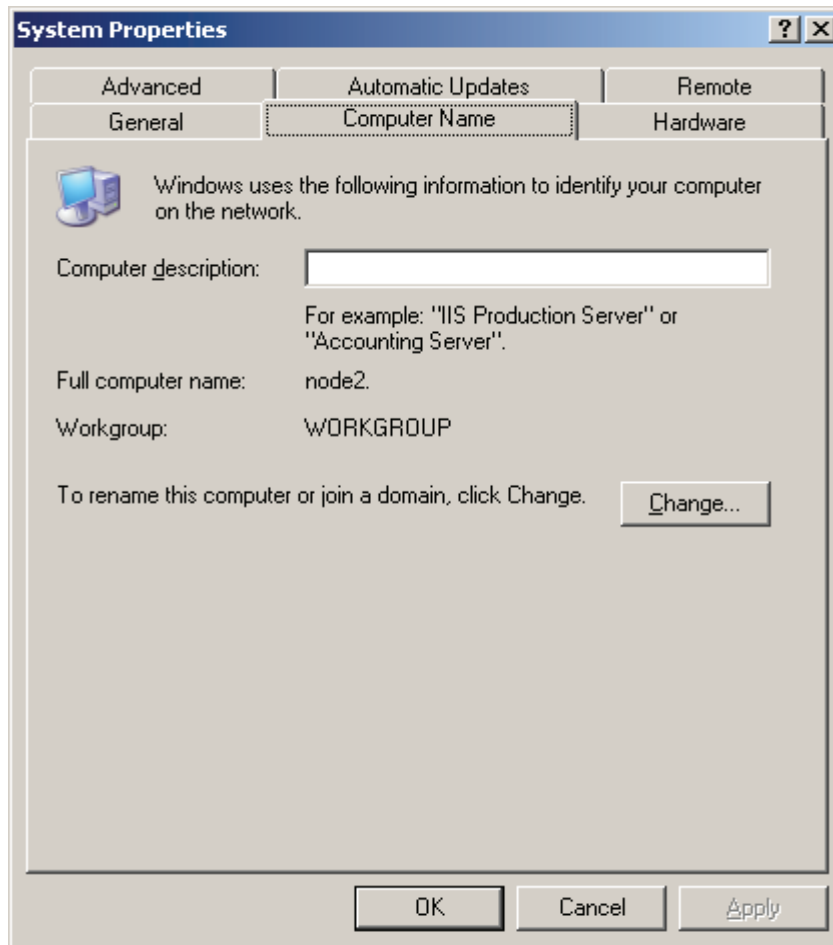 System Properties
?
Advanced
Automatic Updates
Remote
General
Computer Name
Hardware
Windows uses the following information to identify your computer
on the network.
Computer description:
For example: "IIS Production Server" or
"Accounting Server".
Full computer name: node2.
Workgroup: WORKGROUP
To rename this computer or join a domain, click Change.
Change...
OK
Cancel
Apply